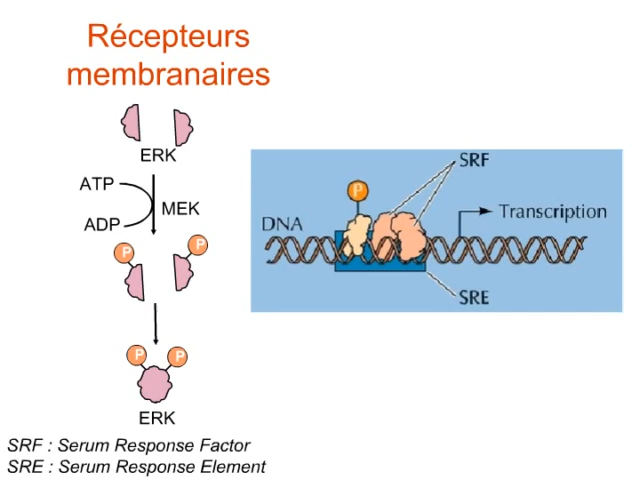 Récepteurs
membranaires
ERK
ATP
MEK
ADP
P
P
P
P
ERK
SRF
P
Transcription
DNA
SRE
SRF : Serum Response Factor
SRE : Serum Response Element